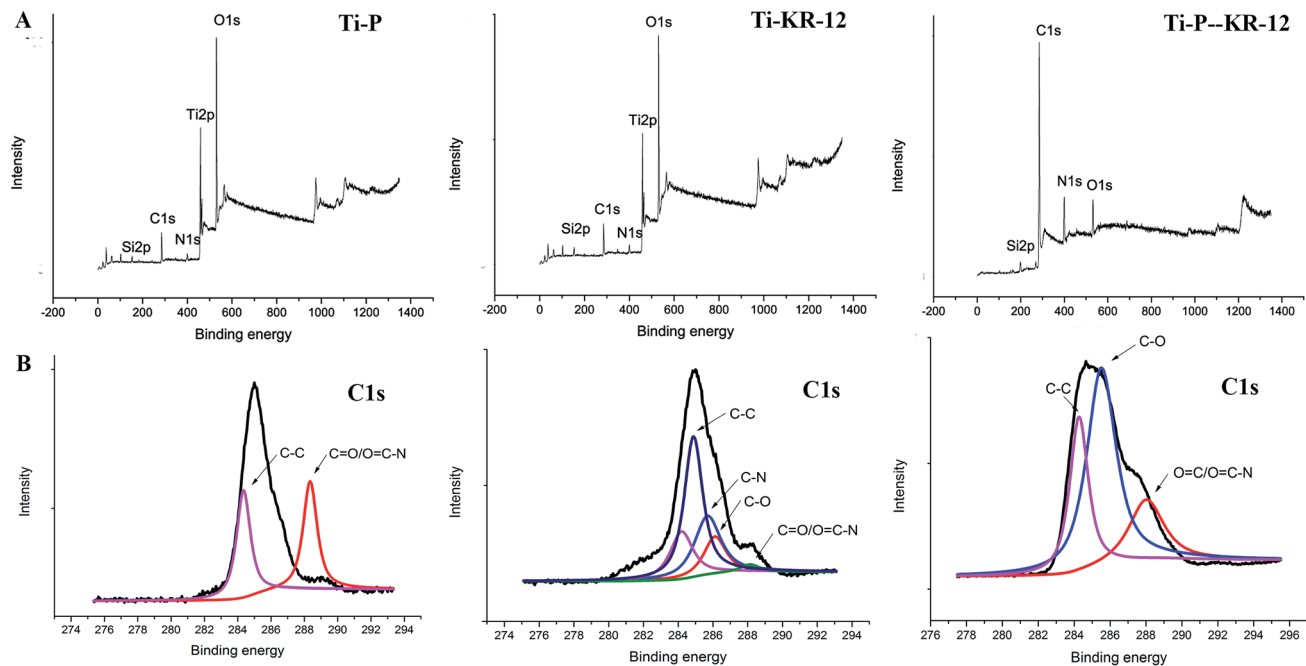 A
Ti-P
O1s
Ti2p
C1s
Si2p
N1s
Intensity
-200 0 200 400 600 800 1000 1200 1400
Binding energy
Ti-KR-12
O1s
Ti2p
C1s
Si2p
N1s
Intensity
-200 0 200 400 600 800 1000 1200 1400
Binding energy
Ti-P--KR-12
C1s
N1s O1s
Si2p
Intensity
-200 0 200 400 600 800 1000 1200 1400
Binding energy
B
C1s
C-C
C=O/O=C-N
Intensity
274 276 278 280 282 284 286 288 290 292 294
Binding energy
C1s
C-C
C-N
C-O
C=O/O=C-N
Intensity
274 276 278 280 282 284 286 288 290 292 294
Binding energy
C-O
C1s
C-C
O=C/O=C-N
Intensity
276 278 280 282 284 286 288 290 292 294 296
Binding energy